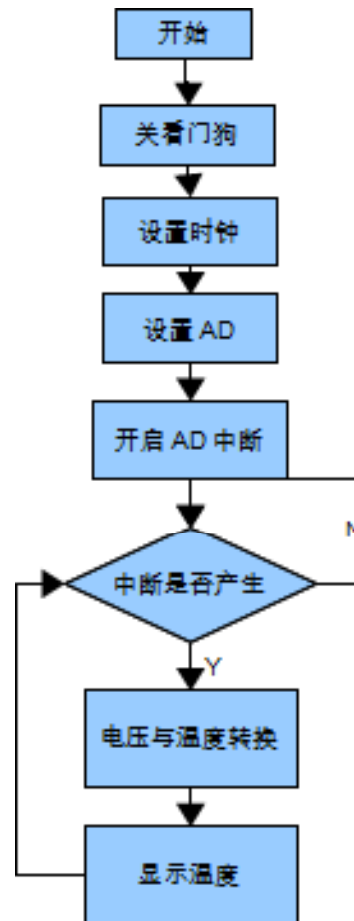 开始
关看门狗
设置时钟
设置 AD
开启 AD 中断
中断是否产生
Y
电压与温度转换
显示温度